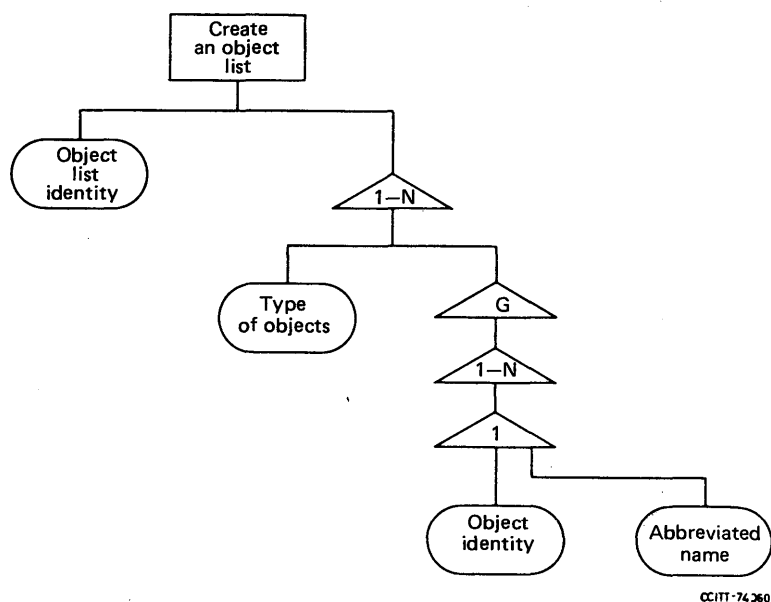 Create
an object
list
Object
list
identity
1–N
Type
of objects
G
1–N
1
Object
identity
Abbreviated
name